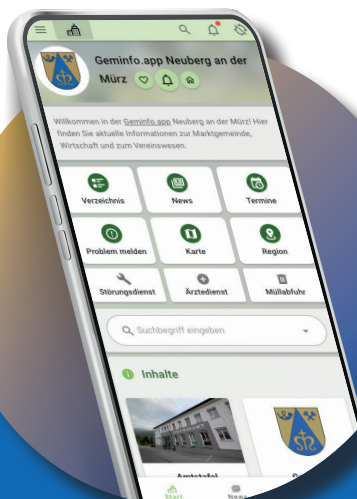 Geminfo.app Neuberg an der
Mürz
Willkommen in der Geminfo.app Neuberg an der Mürz! Hier
finden Sie aktuelle Informationen zur Marktgemeinde,
Wirtschaft und zum Vereinswesen.
Verzeichnis
News
Termine
Problem melden
Karte
Region
Störungsdienst
Ärztedienst
Müllabfuhr
Suchbegriff eingeben
Inhalte
Amtstafel
Start
News